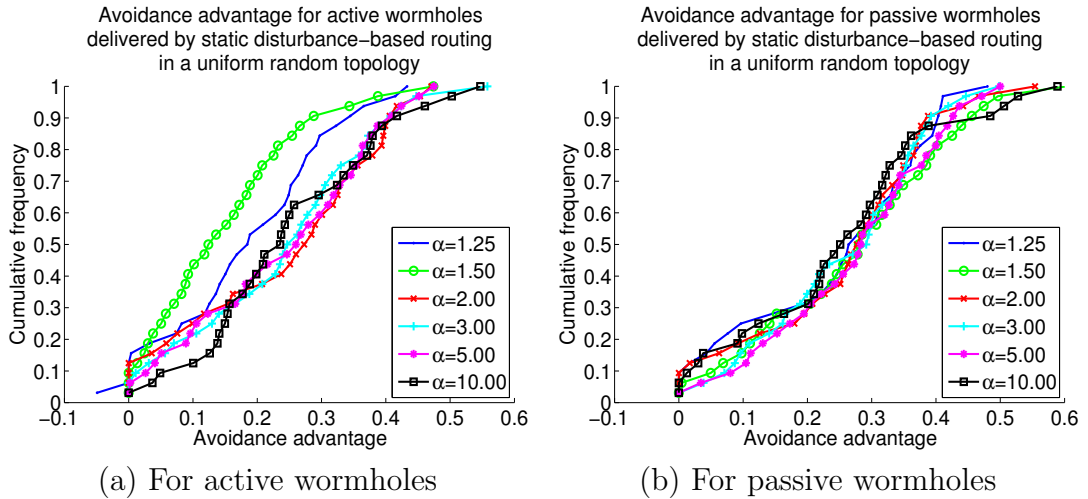 Avoidance advantage for active wormholes
delivered by static disturbance−based routing
in a uniform random topology
1
0.9
0.8
0.7
0.6
0.5
0.4
0.3
0.2
0.1
0
Cumulative frequency
α=1.25
α=1.50
α=2.00
α=3.00
α=5.00
α=10.00
−0.1 0 0.1 0.2 0.3 0.4 0.5 0.6
Avoidance advantage
(a) For active wormholes
Avoidance advantage for passive wormholes
delivered by static disturbance−based routing
in a uniform random topology
1
0.9
0.8
0.7
0.6
0.5
0.4
0.3
0.2
0.1
0
Cumulative frequency
α=1.25
α=1.50
α=2.00
α=3.00
α=5.00
α=10.00
−0.1 0 0.1 0.2 0.3 0.4 0.5 0.6
Avoidance advantage
(b) For passive wormholes